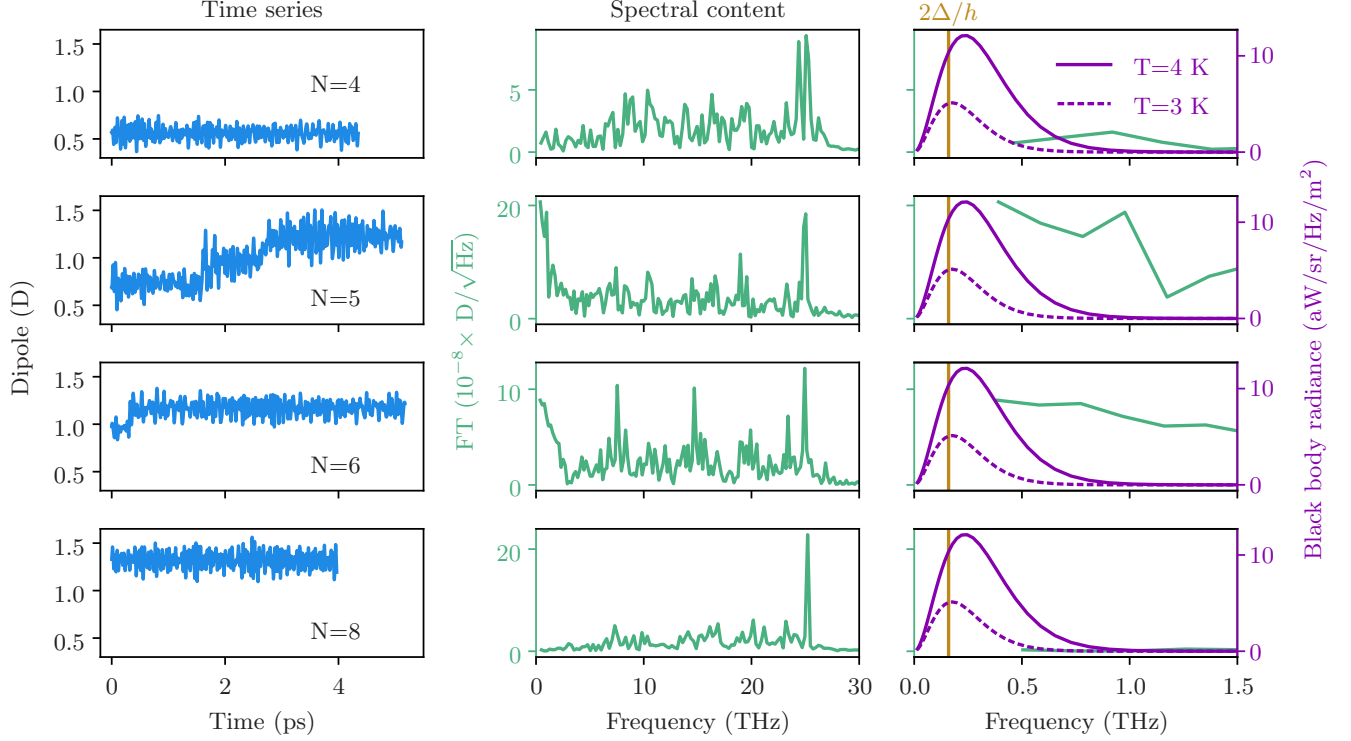 Time series
Spectral content
2Δ/h
Dipole (D)
1.5
1.0
0.5
N=4
5
0
T=4 K
T=3 K
10
0
1.5
1.0
0.5
N=5
20
0
10
0
1.5
1.0
0.5
N=6
10
0
10
0
1.5
1.0
0.5
N=8
20
0
10
0
FT (10⁻⁸× D/√Hz)
Black body radiance (aW/sr/Hz/m²)
0 2 4
0 10 20 30
0.0 0.5 1.0 1.5
Time (ps)
Frequency (THz)
Frequency (THz)